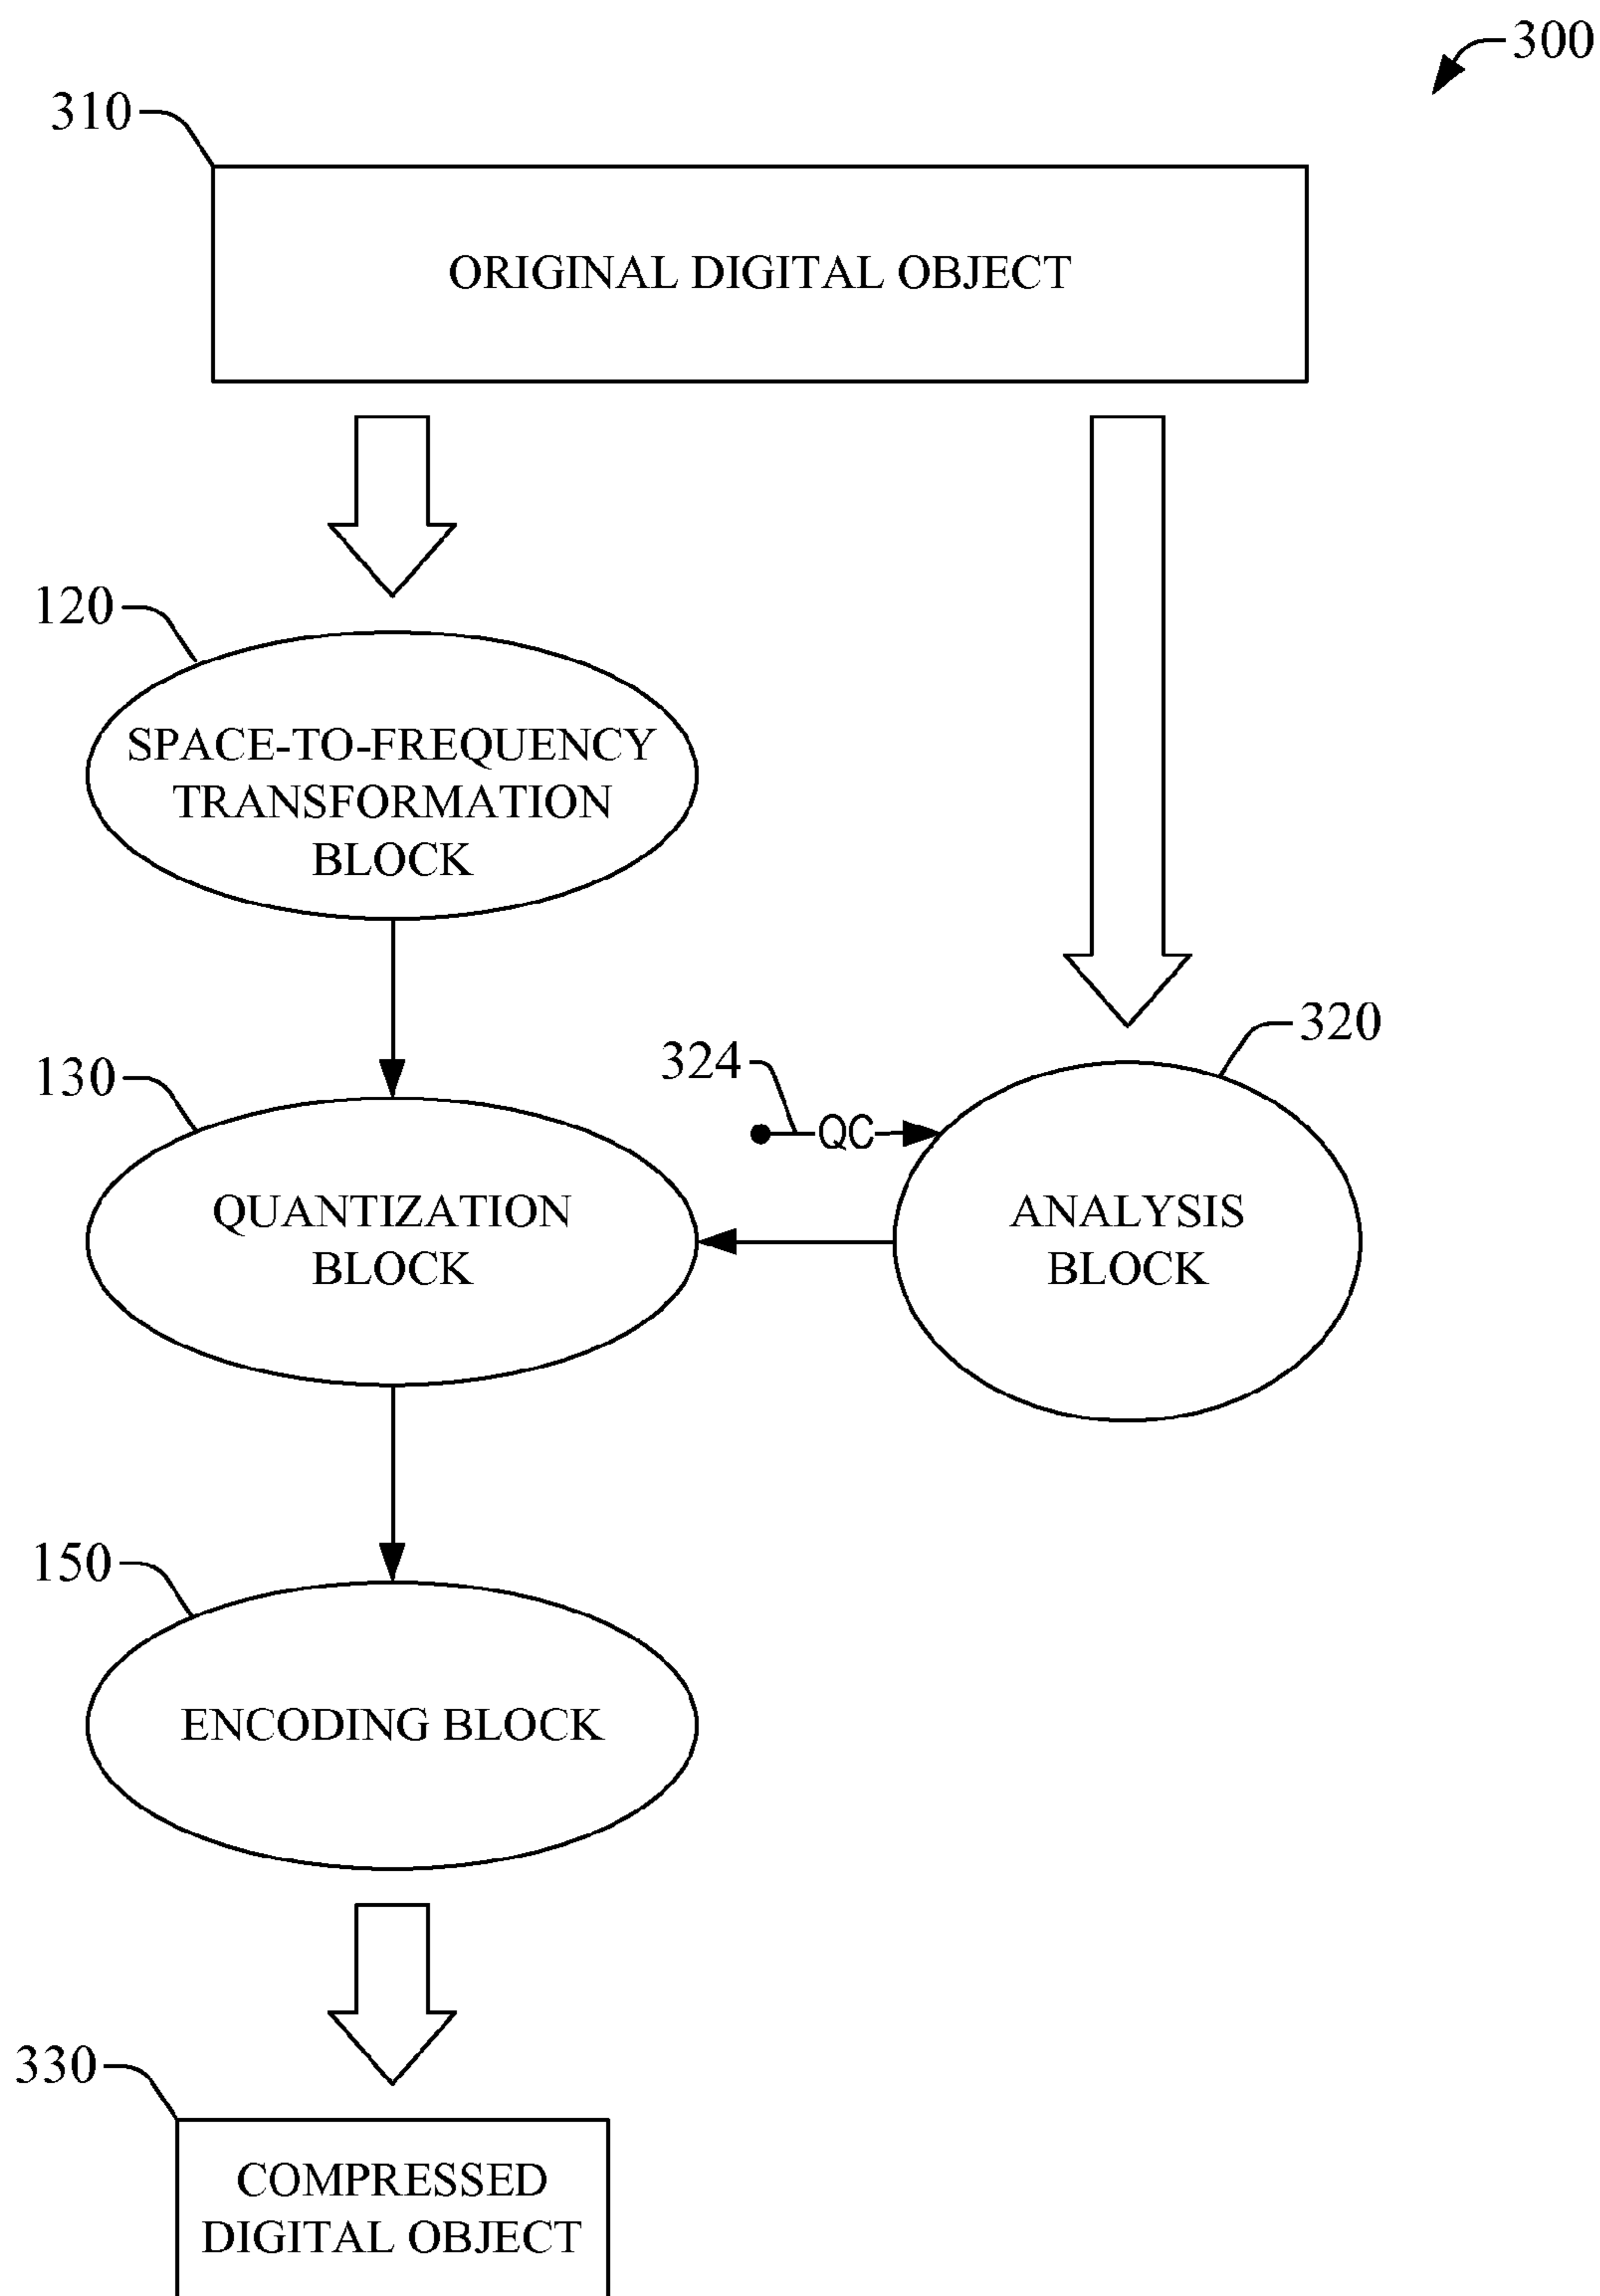 300
310
ORIGINAL DIGITAL OBJECT
120
SPACE-TO-FREQUENCY
TRANSFORMATION
BLOCK
130
324
320
QC
QUANTIZATION
BLOCK
ANALYSIS
BLOCK
150
ENCODING BLOCK
330
COMPRESSED
DIGITAL OBJECT